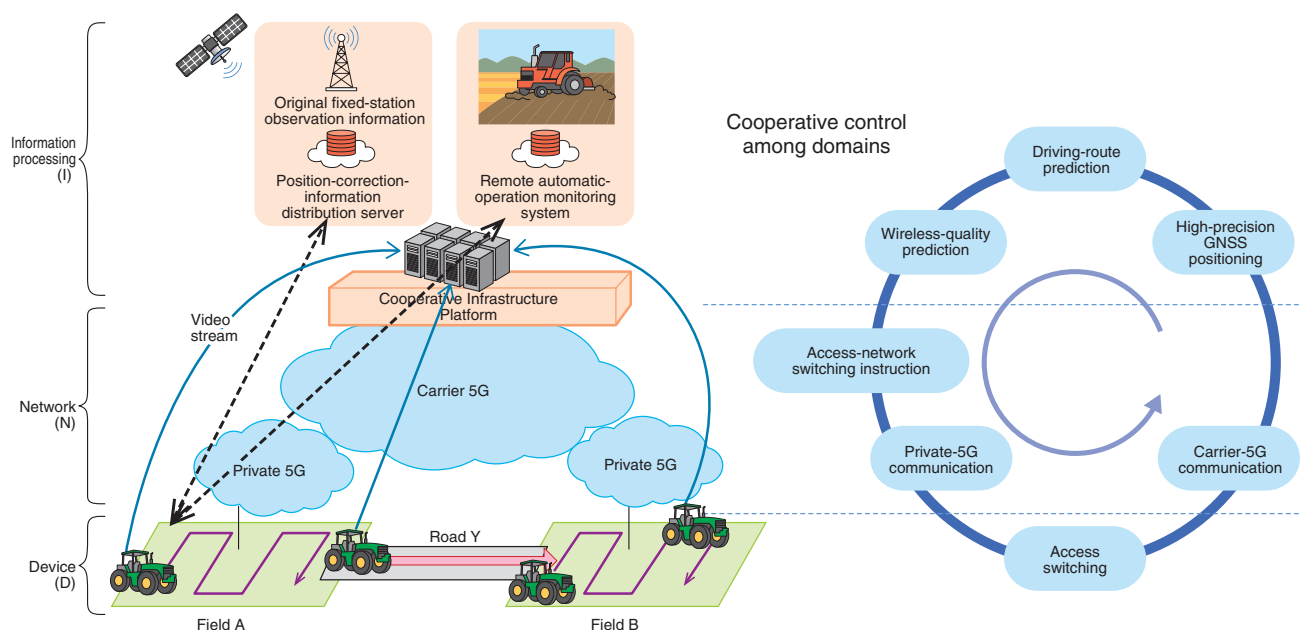 Information
processing
(I)
Network
(N)
Device
(D)
Original fixed-station
observation information
Position-correction-
information
distribution server
Remote automatic-
operation monitoring
system
Cooperative Infrastructure
Platform
Video
stream
Carrier 5G
Private 5G
Private 5G
Road Y
Field A
Field B
Cooperative control
among domains
Driving-route
prediction
Wireless-quality
prediction
High-precision
GNSS
positioning
Access-network
switching instruction
Private-5G
communication
Carrier-5G
communication
Access
switching